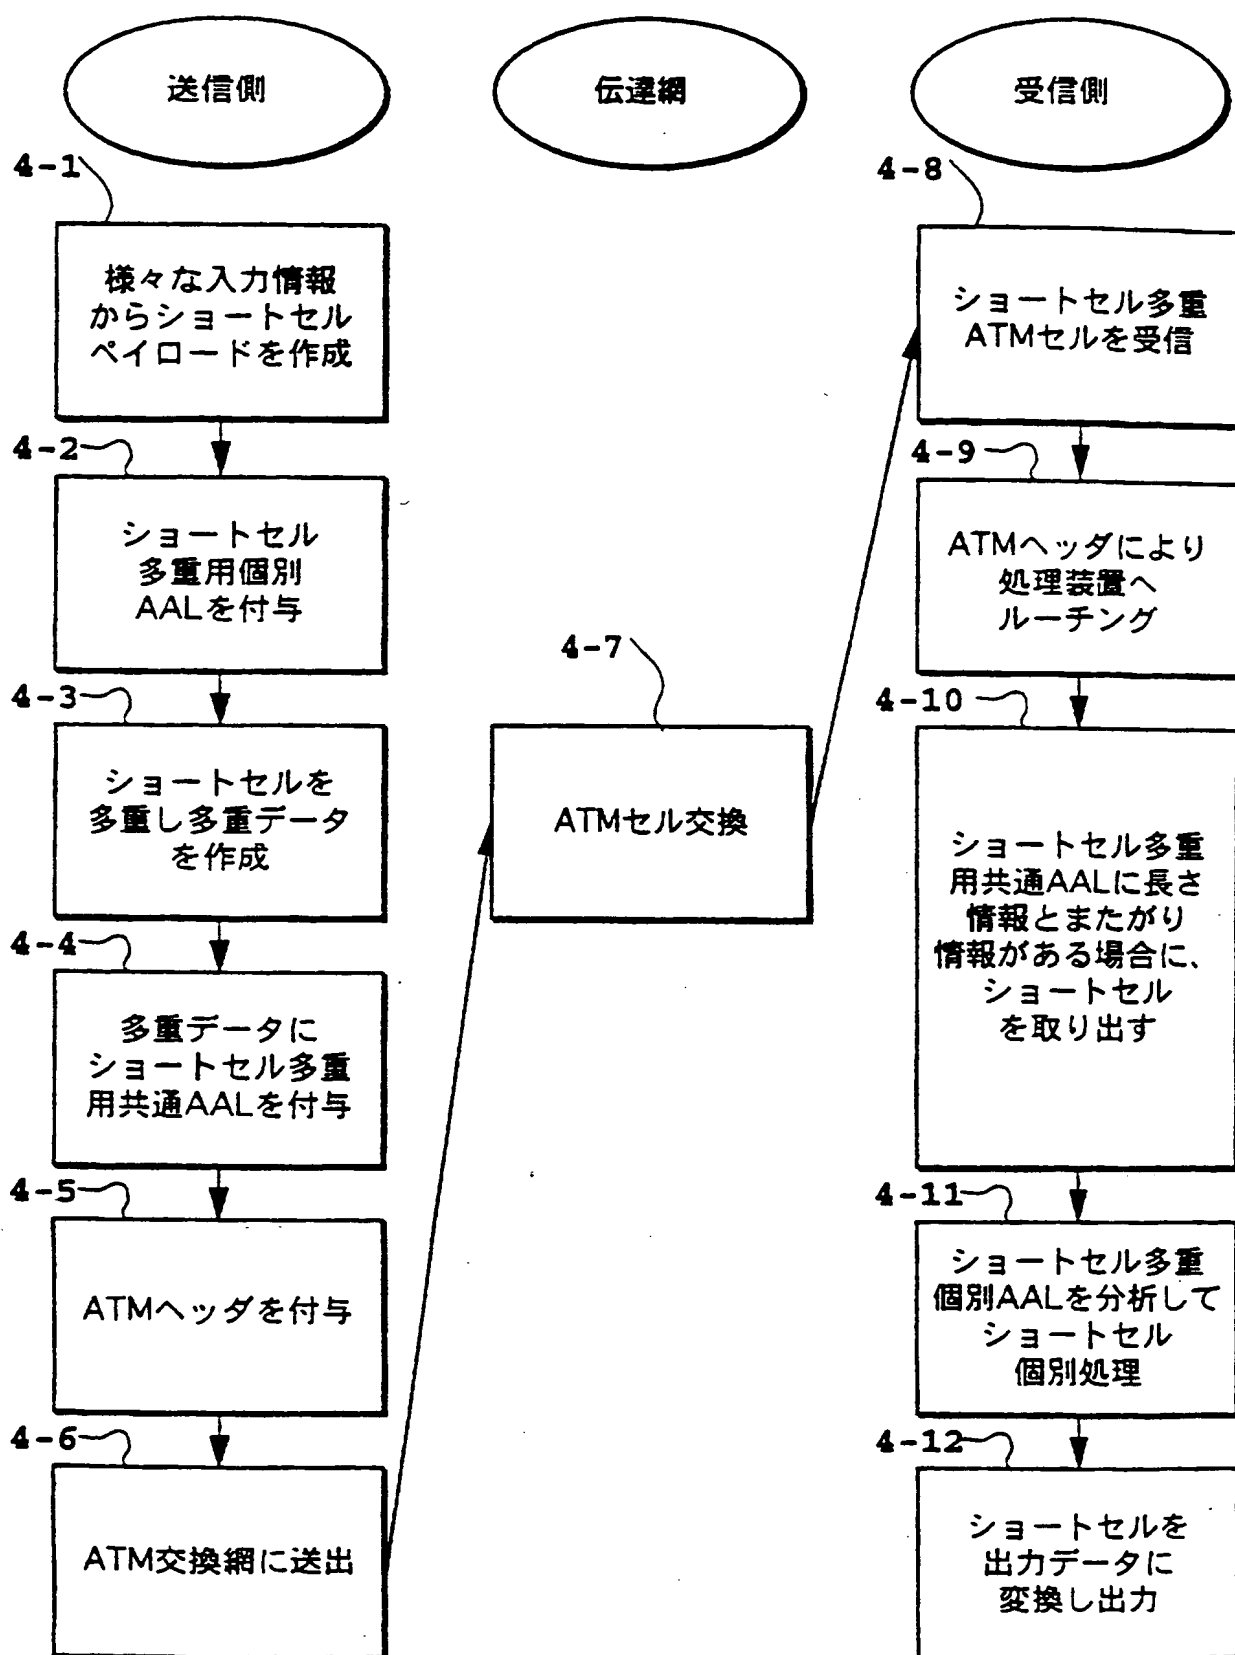 送信側
伝達網
受信側
4-1
様々な入力情報
からショートセル
ペイロードを作成
4-2
ショートセル
多重用個別
AALを付与
4-3
ショートセルを
多重し多重データ
を作成
4-4
多重データに
ショートセル多重
用共通AALを付与
4-5
ATMヘッダを付与
4-6
ATM交換網に送出
4-7
ATMセル交換
4-8
ショートセル多重
ATMセルを受信
4-9
ATMヘッダにより
処理装置へ
ルーチング
4-10
ショートセル多重
用共通AALに長さ
情報とまたがり
情報がある場合に、
ショートセル
を取り出す
4-11
ショートセル多重
個別AALを分析して
ショートセル
個別処理
4-12
ショートセルを
出力データに
変換し出力